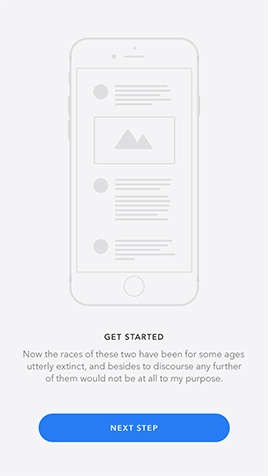 GET STARTED
Now the races of these two have been for some ages
utterly extinct, and besides to discourse any further
of them would not be at all to my purpose.
NEXT STEP